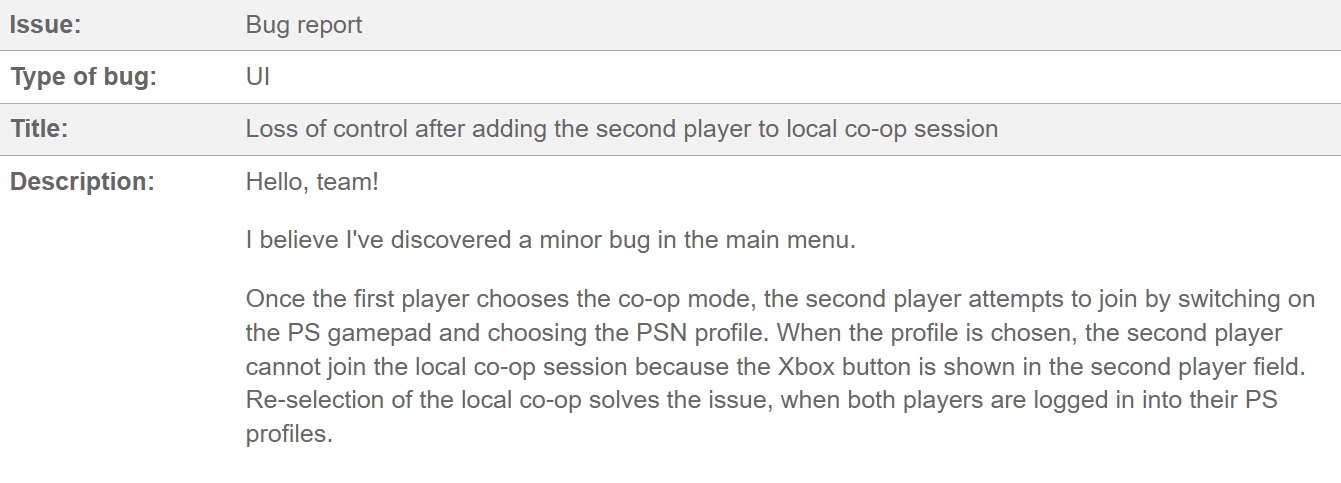 Issue: Bug report
Type of bug: UI
Title: Loss of control after adding the second player to local co-op session
Description: Hello, team!
I believe I've discovered a minor bug in the main menu.
Once the first player chooses the co-op mode, the second player attempts to join by switching on
the PS gamepad and choosing the PSN profile. When the profile is chosen, the second player
cannot join the local co-op session because the Xbox button is shown in the second player field.
Re-selection of the local co-op solves the issue, when both players are logged in into their PS
profiles.